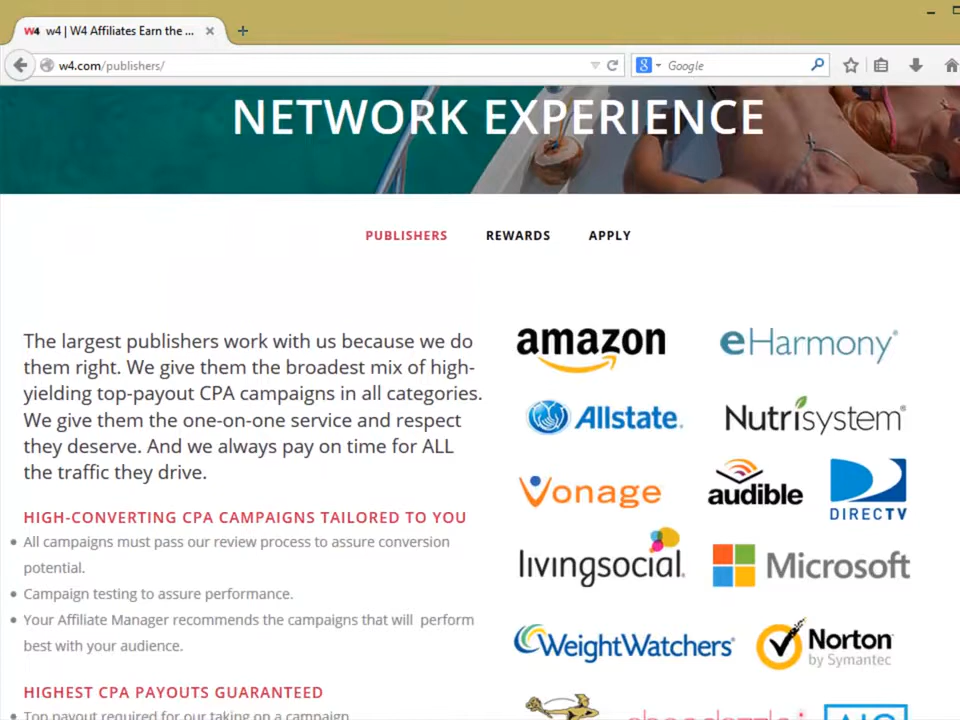 w4 | W4 Affiliates Earn the ...
w4.com/publishers/
Google
NETWORK EXPERIENCE
PUBLISHERS REWARDS APPLY
The largest publishers work with us because we do
them right. We give them the broadest mix of high-
yielding top-payout CPA campaigns in all categories.
We give them the one-on-one service and respect
they deserve. And we always pay on time for ALL
the traffic they drive.
HIGH-CONVERTING CPA CAMPAIGNS TAILORED TO YOU
All campaigns must pass our review process to assure conversion
potential.
Campaign testing to assure performance.
Your Affiliate Manager recommends the campaigns that will perform
best with your audience.
HIGHEST CPA PAYOUTS GUARANTEED
Top payout required for our taking on a campaign
amazon eHarmony
Allstate. Nutrisystem
Vonage audible DIRECTV
livingsocial. Microsoft
WeightWatchers Norton
by Symantec